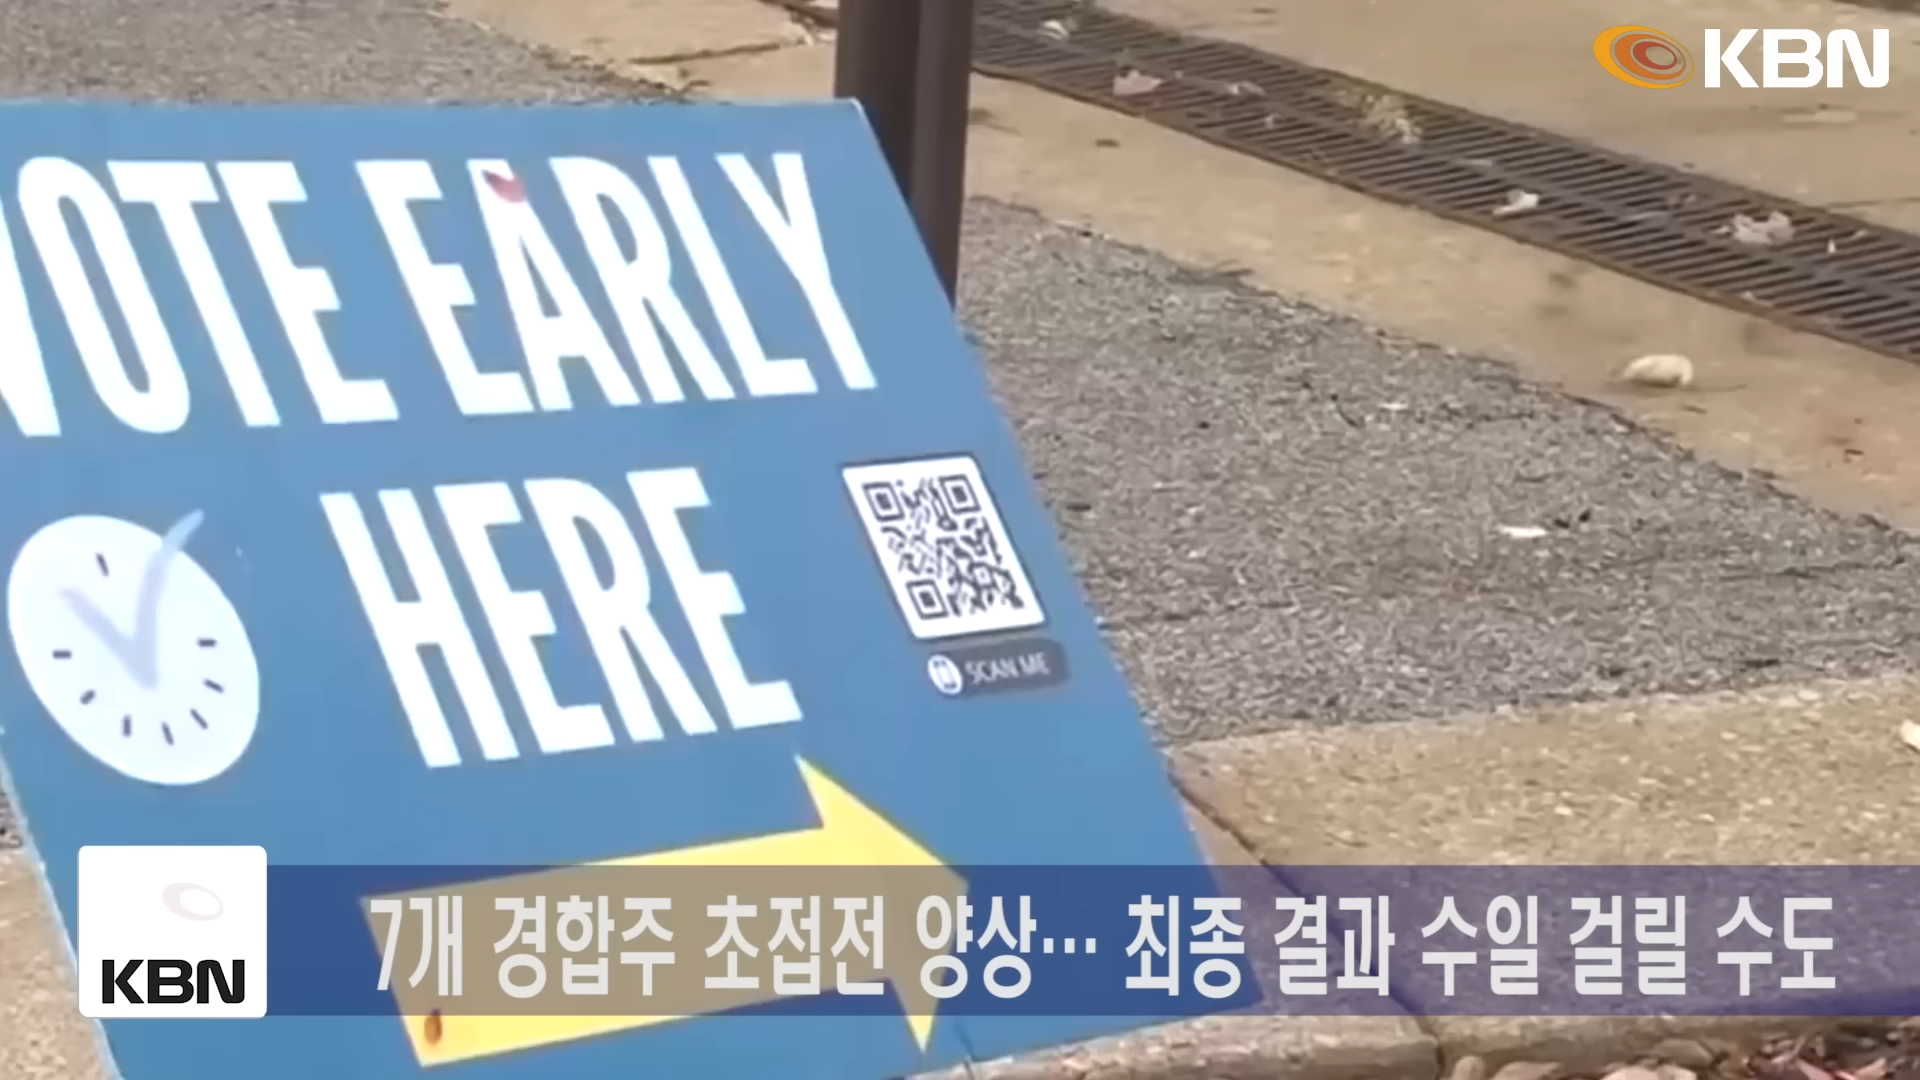 KBN
VOTE EARLY
HERE
SCAN ME
KBN
7개 경합주 초접전 양상… 최종 결과 수일 걸릴 수도